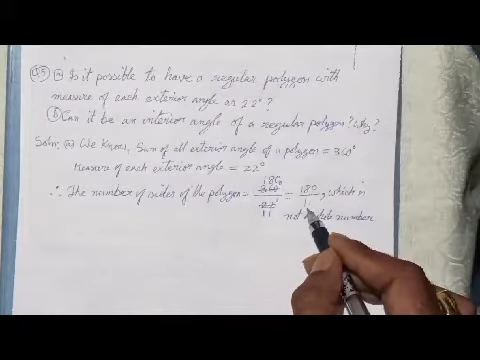 Q5 (a) Is it possible to have a regular polygon with
measure of each exterior angle as 22°?
(b) Can it be an interior angle of a regular polygon? Why?
Soln: (a) We know, Sum of all exterior angle of a polygon = 360°
Measure of each exterior angle = 22°
∴ The number of sides of the polygon = 360/22 180/11 = 180/1 , which is
not whole number